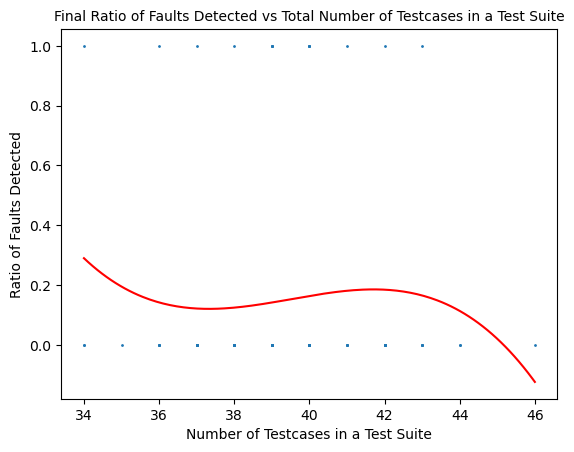 Final Ratio of Faults Detected vs Total Number of Testcases in a Test Suite
1.0
0.8
0.6
0.4
0.2
0.0
Ratio of Faults Detected
34 36 38 40 42 44 46
Number of Testcases in a Test Suite